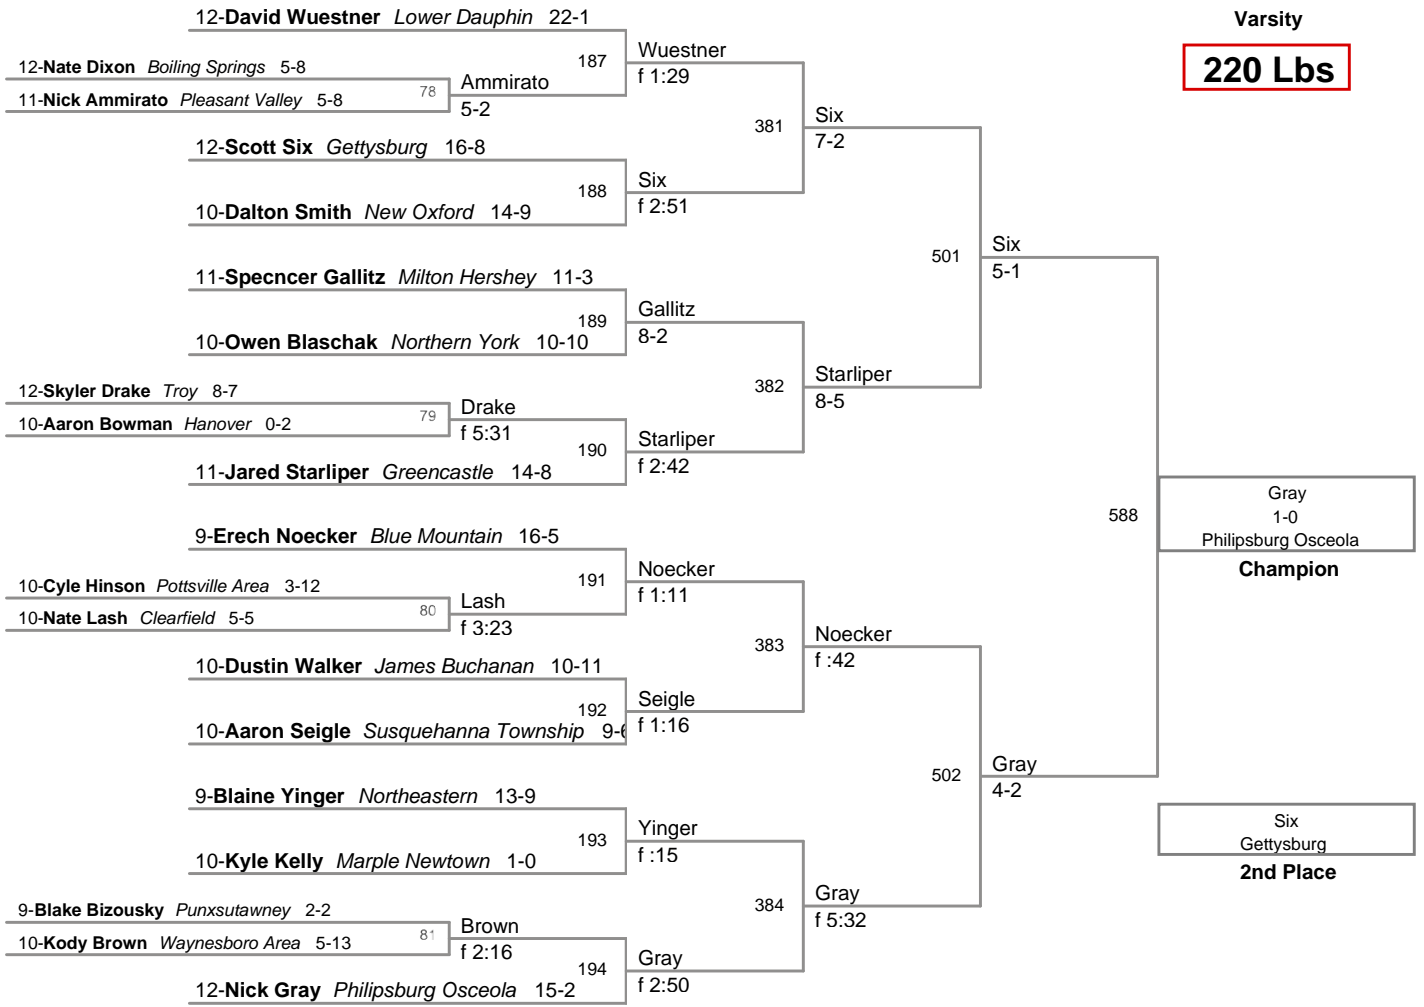 12-David Wuestner Lower Dauphin 22-1
Varsity
187
Wuestner
f 1:29
220 Lbs
12-Nate Dixon Boiling Springs 5-8
78
Ammirato
5-2
11-Nick Ammirato Pleasant Valley 5-8
381
Six
7-2
12-Scott Six Gettysburg 16-8
188
Six
f 2:51
10-Dalton Smith New Oxford 14-9
501
Six
5-1
11-Specncer Gallitz Milton Hershey 11-3
189
Gallitz
8-2
10-Owen Blaschak Northern York 10-10
382
Starliper
8-5
12-Skyler Drake Troy 8-7
79
Drake
f 5:31
10-Aaron Bowman Hanover 0-2
190
Starliper
f 2:42
11-Jared Starliper Greencastle 14-8
588
Gray
1-0
Philipsburg Osceola
Champion
9-Erech Noecker Blue Mountain 16-5
191
Noecker
f 1:11
10-Cyle Hinson Pottsville Area 3-12
80
Lash
f 3:23
10-Nate Lash Clearfield 5-5
383
Noecker
f :42
10-Dustin Walker James Buchanan 10-11
192
Seigle
f 1:16
10-Aaron Seigle Susquehanna Township 9-6
502
Gray
4-2
9-Blaine Yinger Northeastern 13-9
193
Yinger
f :15
10-Kyle Kelly Marple Newtown 1-0
Six
Gettysburg
2nd Place
384
Gray
f 5:32
9-Blake Bizousky Punxsutawney 2-2
81
Brown
f 2:16
10-Kody Brown Waynesboro Area 5-13
194
Gray
f 2:50
12-Nick Gray Philipsburg Osceola 15-2